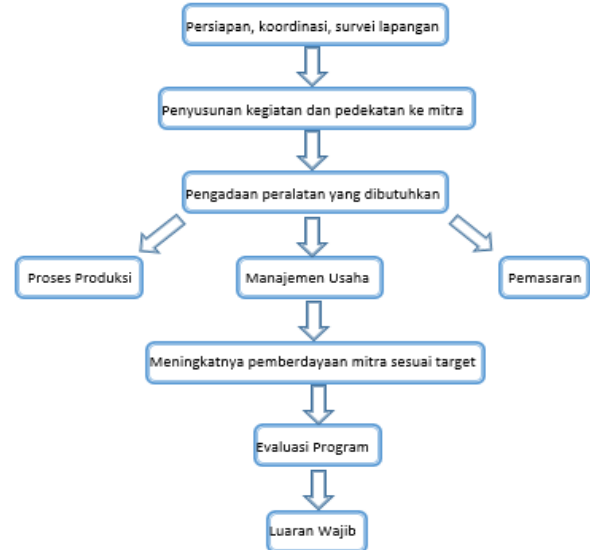 Persiapan, koordinasi, survei lapangan
Penyusunan kegiatan dan pedekatan ke mitra
Pengadaan peralatan yang dibutuhkan
Proses Produksi
Manajemen Usaha
Pemasaran
Meningkatnya pemberdayaan mitra sesuai target
Evaluasi Program
Luaran Wajib